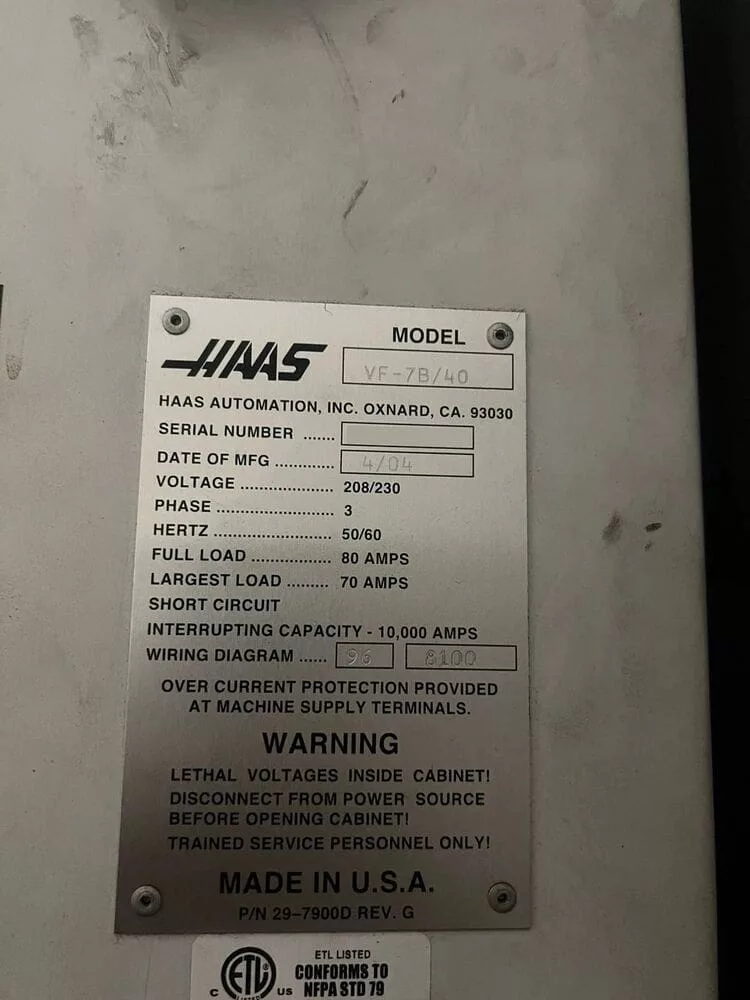 HAAS
MODEL
VF-7B/40
HAAS AUTOMATION, INC. OXNARD, CA. 93030
SERIAL NUMBER .......
DATE OF MFG ............. 4/04
VOLTAGE .................... 208/230
PHASE ......................... 3
HERTZ ......................... 50/60
FULL LOAD ................. 80 AMPS
LARGEST LOAD ......... 70 AMPS
SHORT CIRCUIT
INTERRUPTING CAPACITY - 10,000 AMPS
WIRING DIAGRAM ...... 96 8100
OVER CURRENT PROTECTION PROVIDED
AT MACHINE SUPPLY TERMINALS.
WARNING
LETHAL VOLTAGES INSIDE CABINET!
DISCONNECT FROM POWER SOURCE
BEFORE OPENING CABINET!
TRAINED SERVICE PERSONNEL ONLY!
MADE IN U.S.A.
P/N 29-7900D REV. G
ETL LISTED
CONFORMS TO
NFPA STD 79
C ETL LISTED US